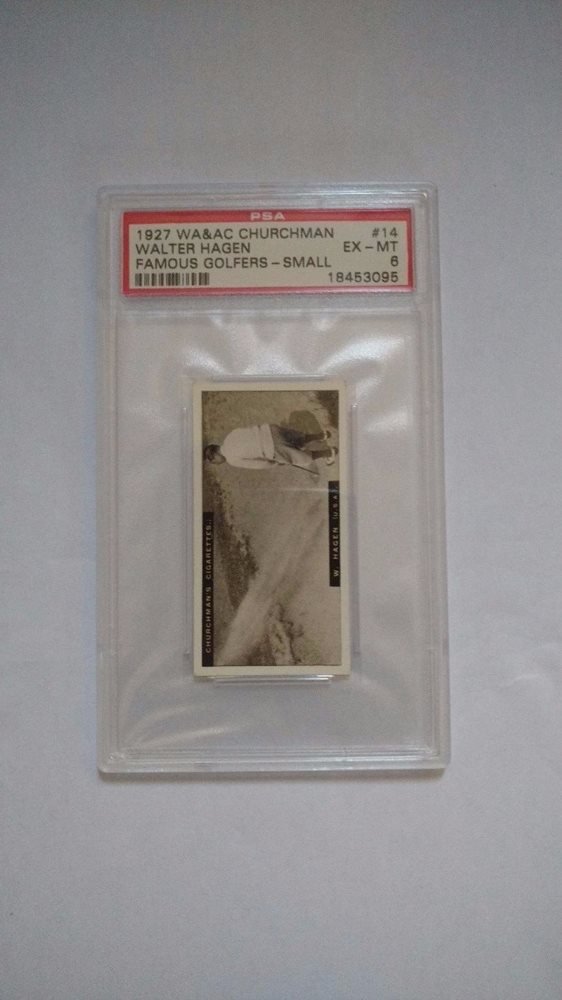 PSA
1927 WA&AC CHURCHMAN #14
WALTER HAGEN EX-MT
FAMOUS GOLFERS-SMALL 6
18453095
CHURCHMAN'S CIGARETTES.
W. HAGEN (U.S.A.)